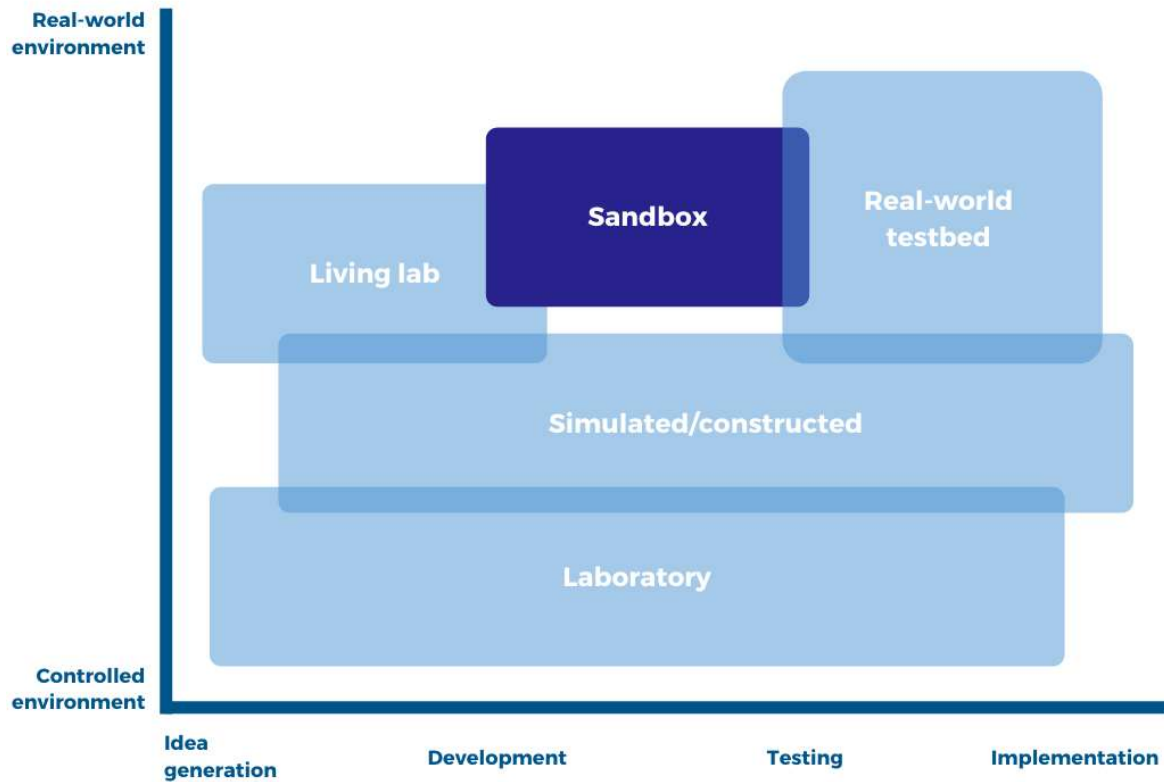 Real-world
environment
Sandbox
Real-world
testbed
Living lab
Simulated/constructed
Laboratory
Controlled
environment
Idea
generation
Development
Testing
Implementation